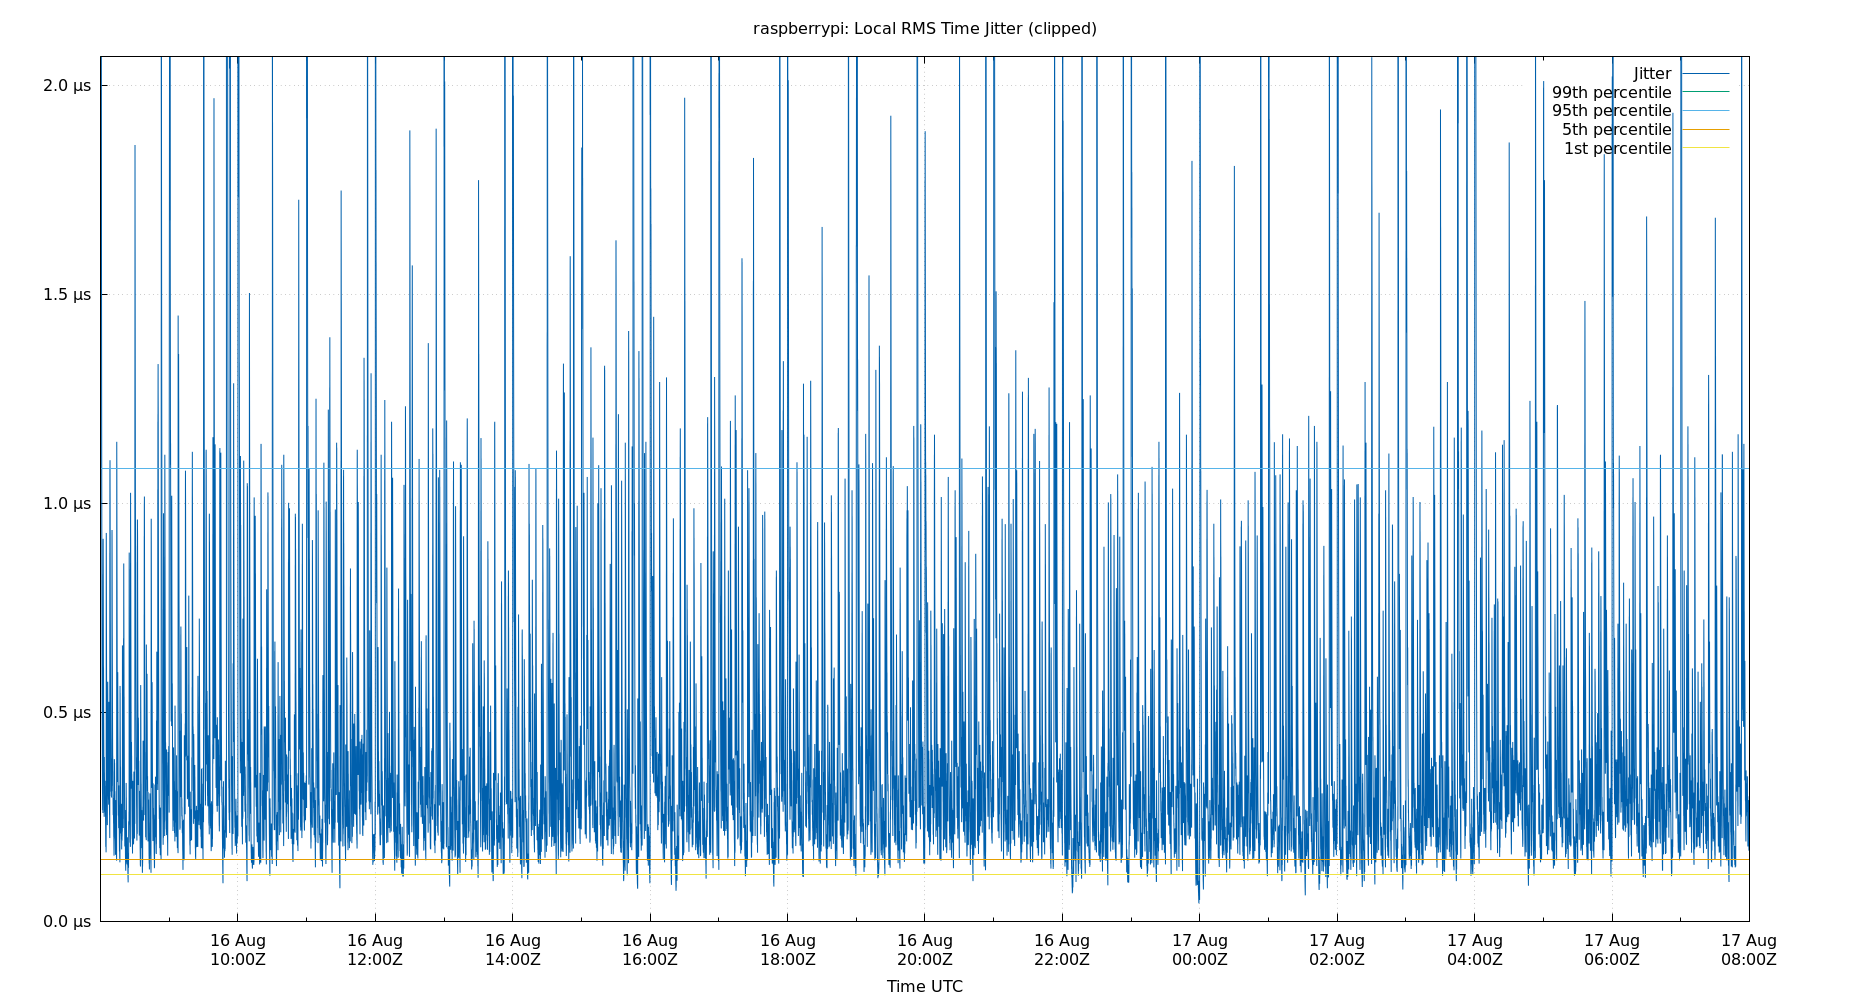 raspberrypi: Local RMS Time Jitter (clipped)
2.0 µs
1.5 µs
1.0 µs
0.5 µs
0.0 µs
Jitter
99th percentile
95th percentile
5th percentile
1st percentile
16 Aug 16 Aug 16 Aug 16 Aug 16 Aug 16 Aug 16 Aug 17 Aug 17 Aug 17 Aug 17 Aug 17 Aug
10:00Z 12:00Z 14:00Z 16:00Z 18:00Z 20:00Z 22:00Z 00:00Z 02:00Z 04:00Z 06:00Z 08:00Z
Time UTC